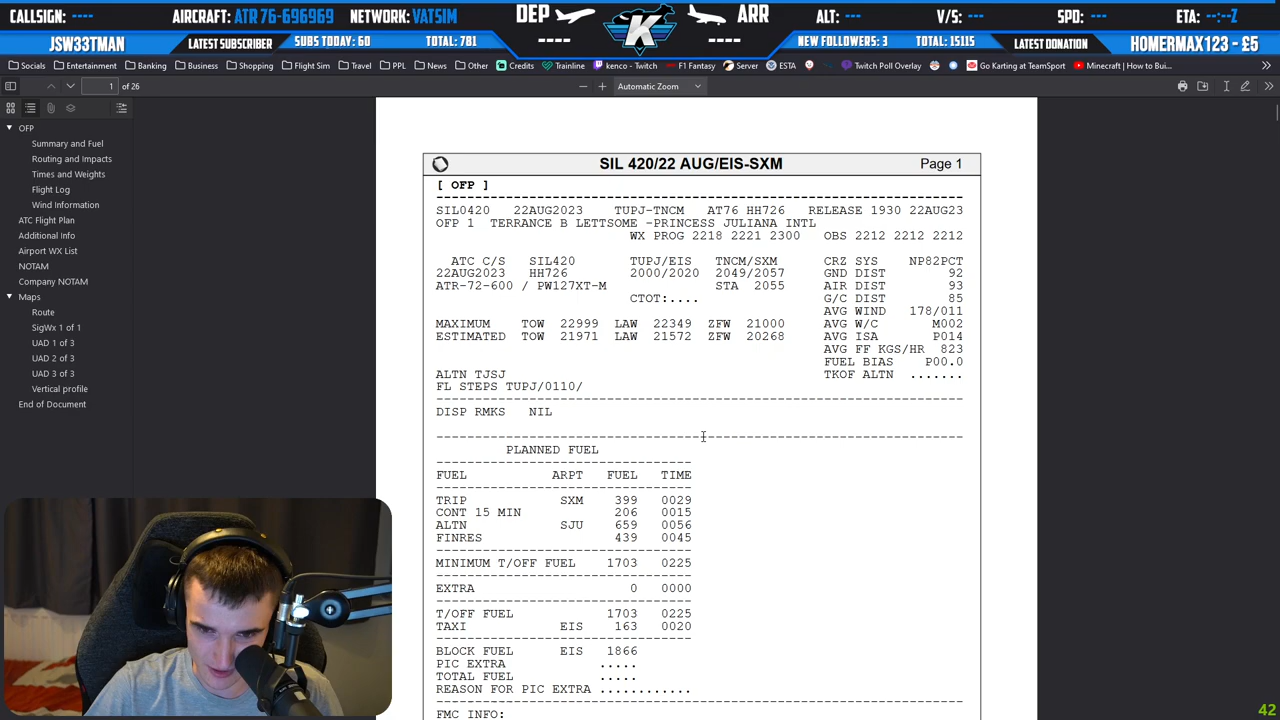 CALLSIGN: ---- AIRCRAFT: ATR 76-696969 NETWORK: VATSIM DEP ARR ALT: --- V/S: --- SPD: --- ETA: --:--Z
---- ----
JSW33TMAN LATEST SUBSCRIBER SUBS TODAY: 60 TOTAL: 781 K NEW FOLLOWERS: 3 TOTAL: 15115 LATEST DONATION HOMERMAX123 - £5
Socials Entertainment Banking Business Shopping Flight Sim Travel PPL News Other Credits Trainline kenco - Twitch F1 Fantasy Server ESTA Twitch Poll Overlay Go Karting at TeamSport Minecraft | How to Bui...
1 of 26 Automatic Zoom
OFP
Summary and Fuel
Routing and Impacts
Times and Weights
Flight Log
Wind Information
ATC Flight Plan
Additional Info
Airport WX List
NOTAM
Company NOTAM
Maps
Route
SigWx 1 of 1
UAD 1 of 3
UAD 2 of 3
UAD 3 of 3
Vertical profile
End of Document
SIL 420/22 AUG/EIS-SXM Page 1
[ OFP ]
--------------------------------------------------------------------
SIL0420 22AUG2023 TUPJ-TNCM AT76 HH726 RELEASE 1930 22AUG23
OFP 1 TERRANCE B LETTSOME -PRINCESS JULIANA INTL
WX PROG 2218 2221 2300 OBS 2212 2212 2212
ATC C/S SIL420 TUPJ/EIS TNCM/SXM CRZ SYS NP82PCT
22AUG2023 HH726 2000/2020 2049/2057 GND DIST 92
ATR-72-600 / PW127XT-M STA 2055 AIR DIST 93
CTOT:.... G/C DIST 85
AVG WIND 178/011
MAXIMUM TOW 22999 LAW 22349 ZFW 21000 AVG W/C M002
ESTIMATED TOW 21971 LAW 21572 ZFW 20268 AVG ISA P014
AVG FF KGS/HR 823
FUEL BIAS P00.0
ALTN TJSJ TKOF ALTN .......
FL STEPS TUPJ/0110/
--------------------------------------------------------------------
DISP RMKS NIL
--------------------------------------------------------------------
PLANNED FUEL
---------------------------------
FUEL ARPT FUEL TIME
---------------------------------
TRIP SXM 399 0029
CONT 15 MIN 206 0015
ALTN SJU 659 0056
FINRES 439 0045
---------------------------------
MINIMUM T/OFF FUEL 1703 0225
---------------------------------
EXTRA 0 0000
---------------------------------
T/OFF FUEL 1703 0225
TAXI EIS 163 0020
---------------------------------
BLOCK FUEL EIS 1866
PIC EXTRA .....
TOTAL FUEL .....
REASON FOR PIC EXTRA ............
--------------------------------------------------------------------
FMC INFO:
42